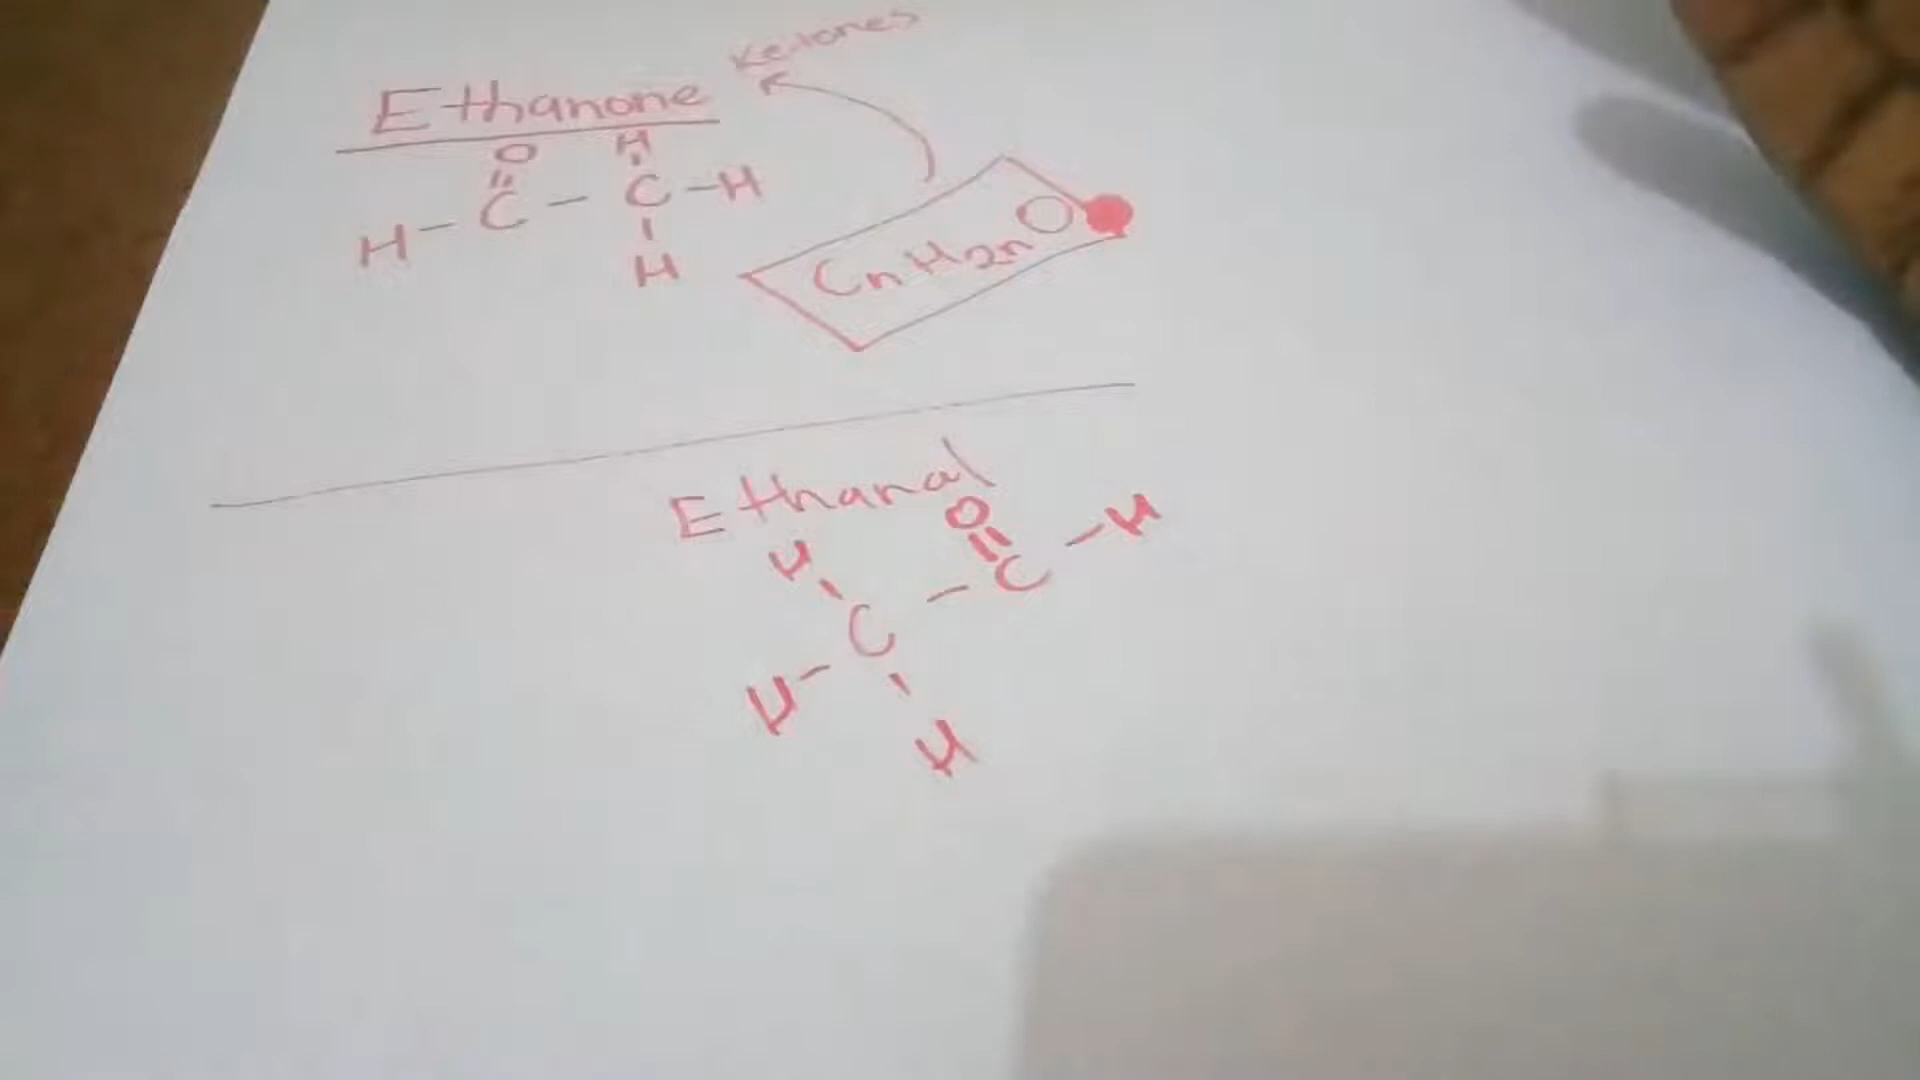 Ketones
Ethanone
O H
H - C - C - H
H
CnH2nO
Ethanal
O
H C - H
C -
H -
H